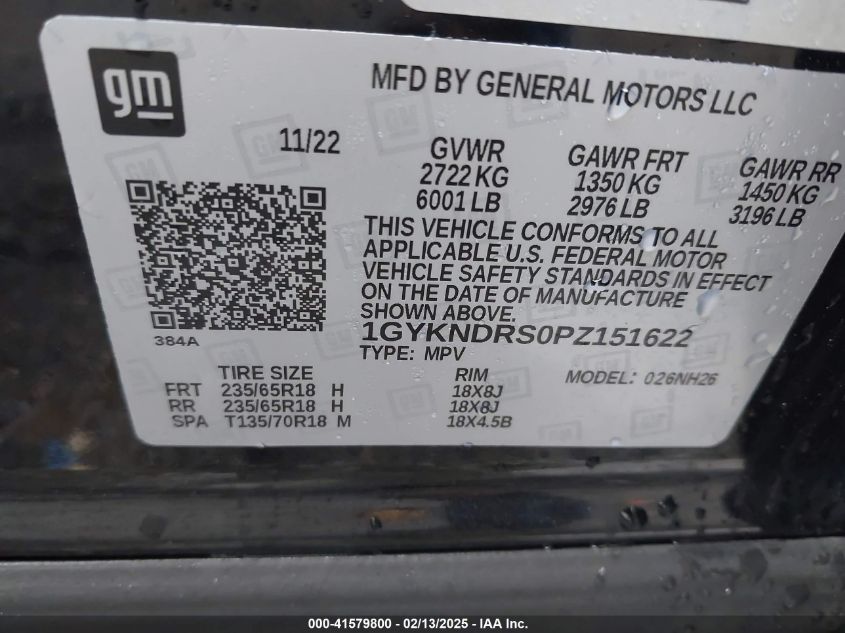 gm
MFD BY GENERAL MOTORS LLC
11/22
GVWR
2722 KG
6001 LB
GAWR FRT
1350 KG
2976 LB
GAWR RR
1450 KG
3196 LB
THIS VEHICLE CONFORMS TO ALL
APPLICABLE U.S. FEDERAL MOTOR
VEHICLE SAFETY STANDARDS IN EFFECT
ON THE DATE OF MANUFACTURE
SHOWN ABOVE.
1GYKNDRS0PZ151622
TYPE: MPV
384A
MODEL: 026NH26
TIRE SIZE RIM
FRT 235/65R18 H 18X8J
RR 235/65R18 H 18X8J
SPA T135/70R18 M 18X4.5B
000-41579800 - 02/13/2025 - IAA Inc.